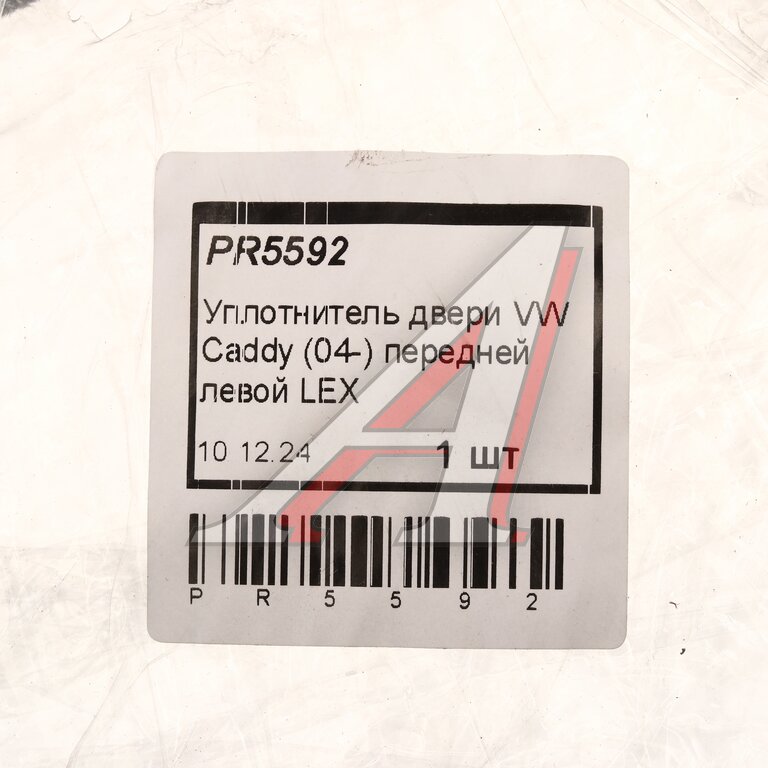 PR5592
Уплотнитель двери VW
Caddy (04-) передней
левой LEX
10.12.24 1 шт
P R 5 5 9 2